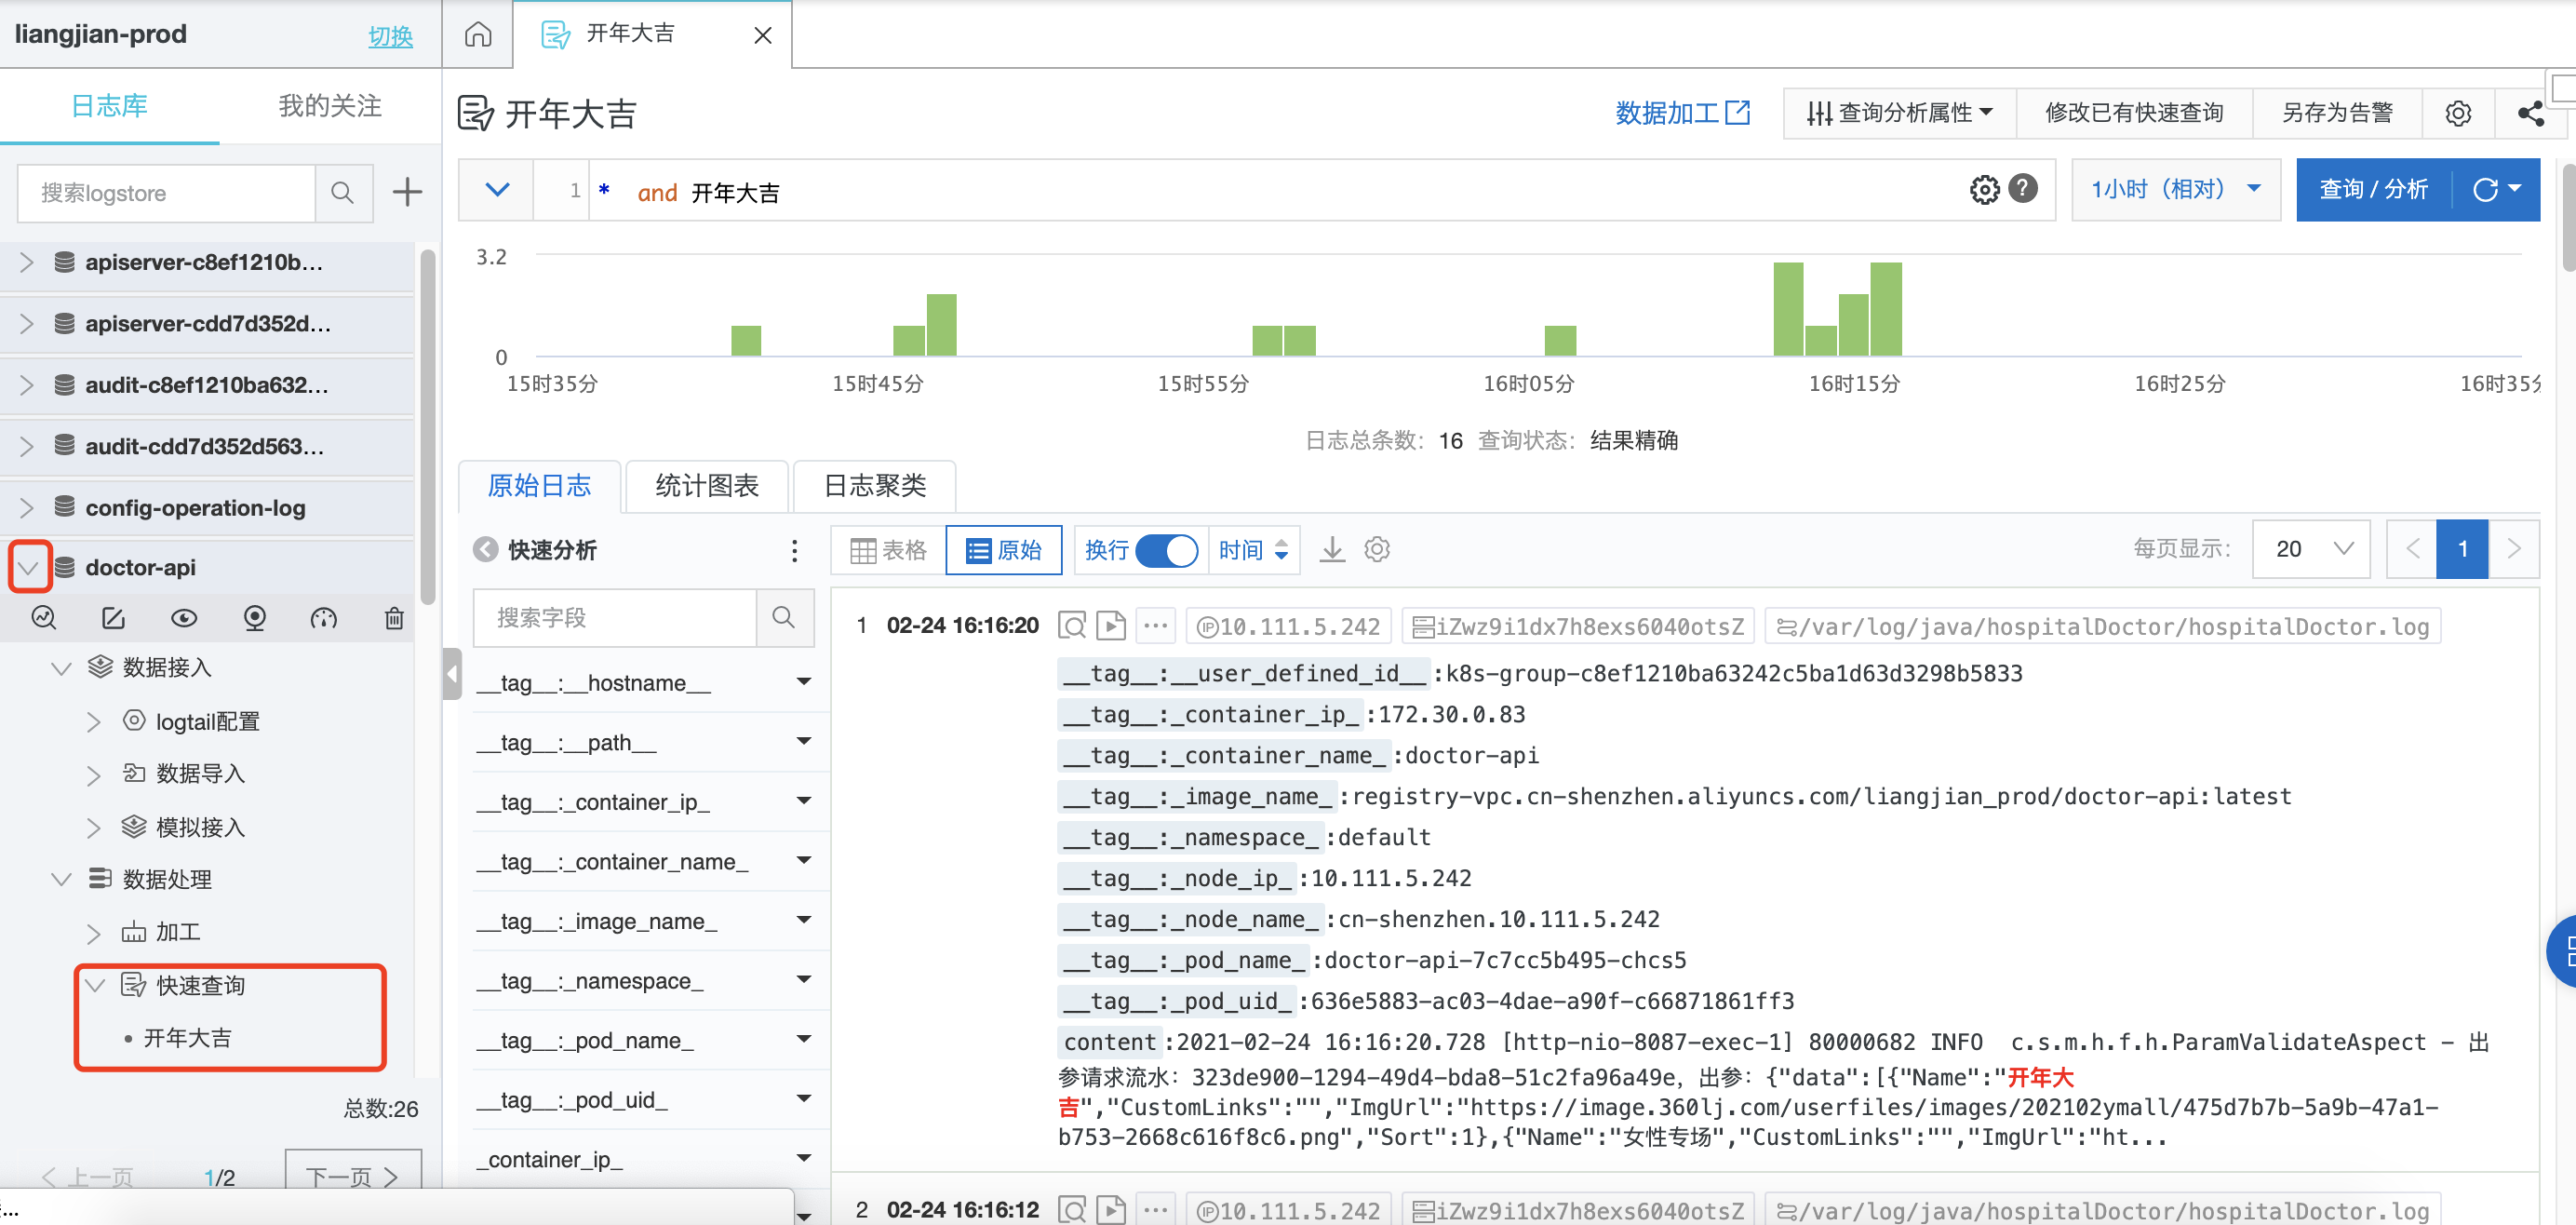 liangjian-prod
切换
开年大吉
日志库
我的关注
搜索logstore
apiserver-c8ef1210b...
apiserver-cdd7d352d...
audit-c8ef1210ba632...
audit-cdd7d352d563...
config-operation-log
doctor-api
数据接入
logtail配置
数据导入
模拟接入
数据处理
加工
快速查询
开年大吉
总数:26
上一页
1/2
下一页
开年大吉
数据加工
查询分析属性
修改已有快速查询
另存为告警
1
* and 开年大吉
1小时（相对）
查询 / 分析
3.2
0
15时35分
15时45分
15时55分
16时05分
16时15分
16时25分
16时35分
日志总条数: 16 查询状态: 结果精确
原始日志
统计图表
日志聚类
快速分析
表格
原始
换行
时间
每页显示:
20
1
搜索字段
__tag__:__hostname__
__tag__:__path__
__tag__:_container_ip_
__tag__:_container_name_
__tag__:_image_name_
__tag__:_namespace_
__tag__:_pod_name_
__tag__:_pod_uid_
_container_ip_
1 02-24 16:16:20 ... IP 10.111.5.242 iZwz9i1dx7h8exs6040otsZ /var/log/java/hospitalDoctor/hospitalDoctor.log
__tag__:__user_defined_id__:k8s-group-c8ef1210ba63242c5ba1d63d3298b5833
__tag__:_container_ip_:172.30.0.83
__tag__:_container_name_:doctor-api
__tag__:_image_name_:registry-vpc.cn-shenzhen.aliyuncs.com/liangjian_prod/doctor-api:latest
__tag__:_namespace_:default
__tag__:_node_ip_:10.111.5.242
__tag__:_node_name_:cn-shenzhen.10.111.5.242
__tag__:_pod_name_:doctor-api-7c7cc5b495-chcs5
__tag__:_pod_uid_:636e5883-ac03-4dae-a90f-c66871861ff3
content:2021-02-24 16:16:20.728 [http-nio-8087-exec-1] 80000682 INFO c.s.m.h.f.h.ParamValidateAspect - 出
参请求流水: 323de900-1294-49d4-bda8-51c2fa96a49e, 出参: {"data":[{"Name":"开年大
吉","CustomLinks":"","ImgUrl":"https://image.360lj.com/userfiles/images/202102ymall/475d7b7b-5a9b-47a1-
b753-2668c616f8c6.png","Sort":1},{"Name":"女性专场","CustomLinks":"","ImgUrl":"ht...
2 02-24 16:16:12 ... IP 10.111.5.242 iZwz9i1dx7h8exs6040otsZ /var/log/java/hospitalDoctor/hospitalDoctor.log